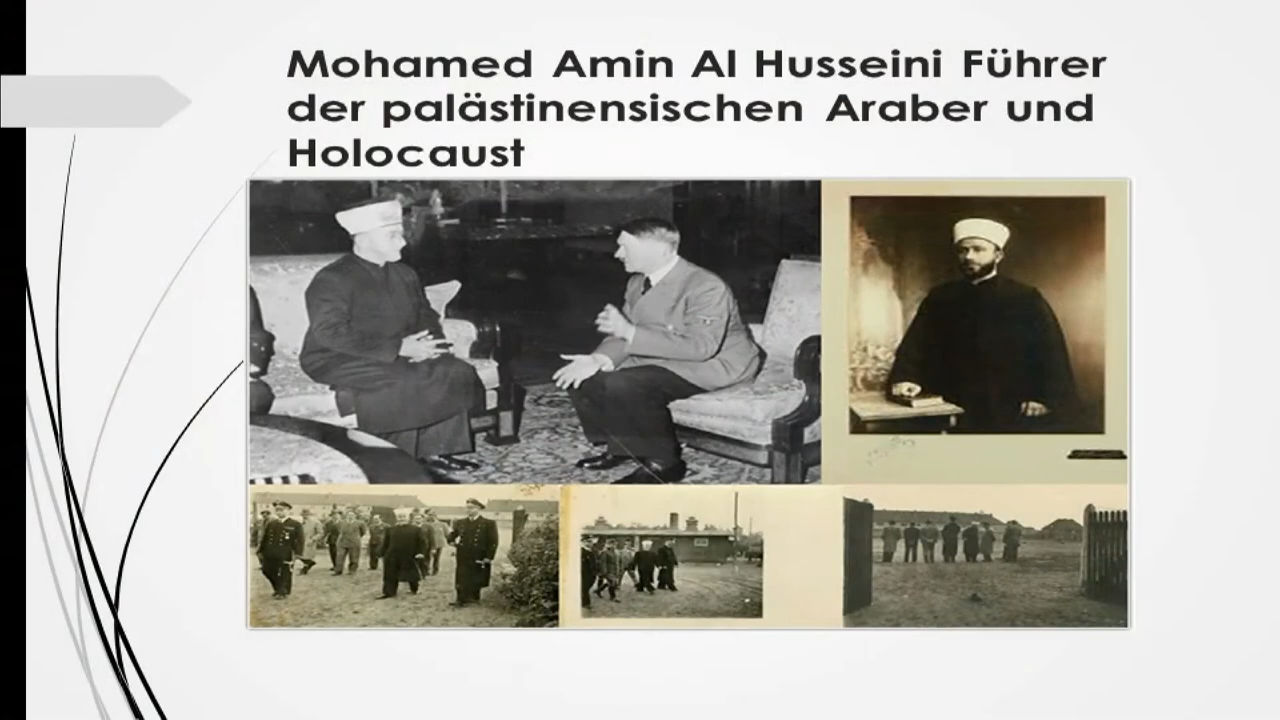 Mohamed Amin Al Husseini Führer
der palästinensischen Araber und
Holocaust